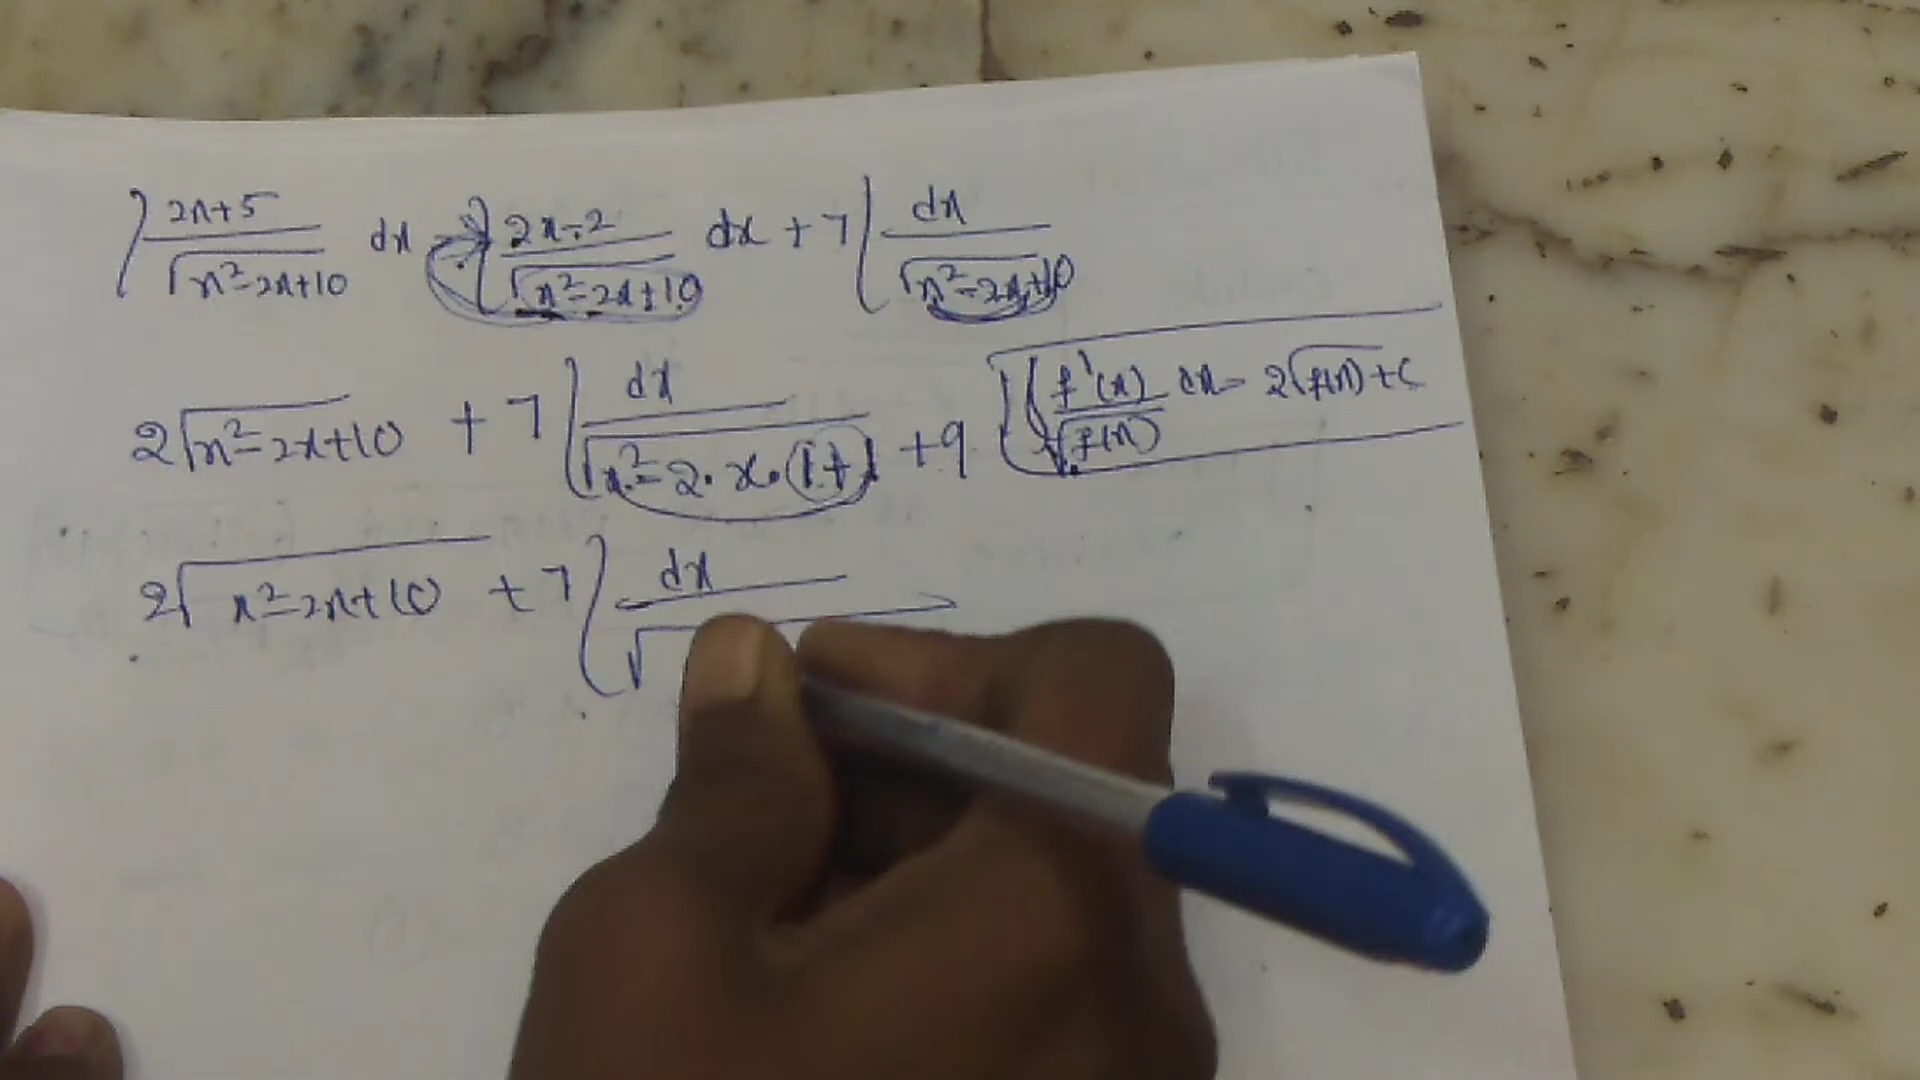 ∫ 2x+5 / √x²-2x+10 dx = ∫ 2x-2 / √x²-2x+10 dx + 7 ∫ dx / √x²-2x+10
2√x²-2x+10 + 7 ∫ dx / √x²-2·x·1+1 +9
∫ f'(x) / √f(x) dx = 2√f(x) + c
2√x²-2x+10 + 7 ∫ dx / √